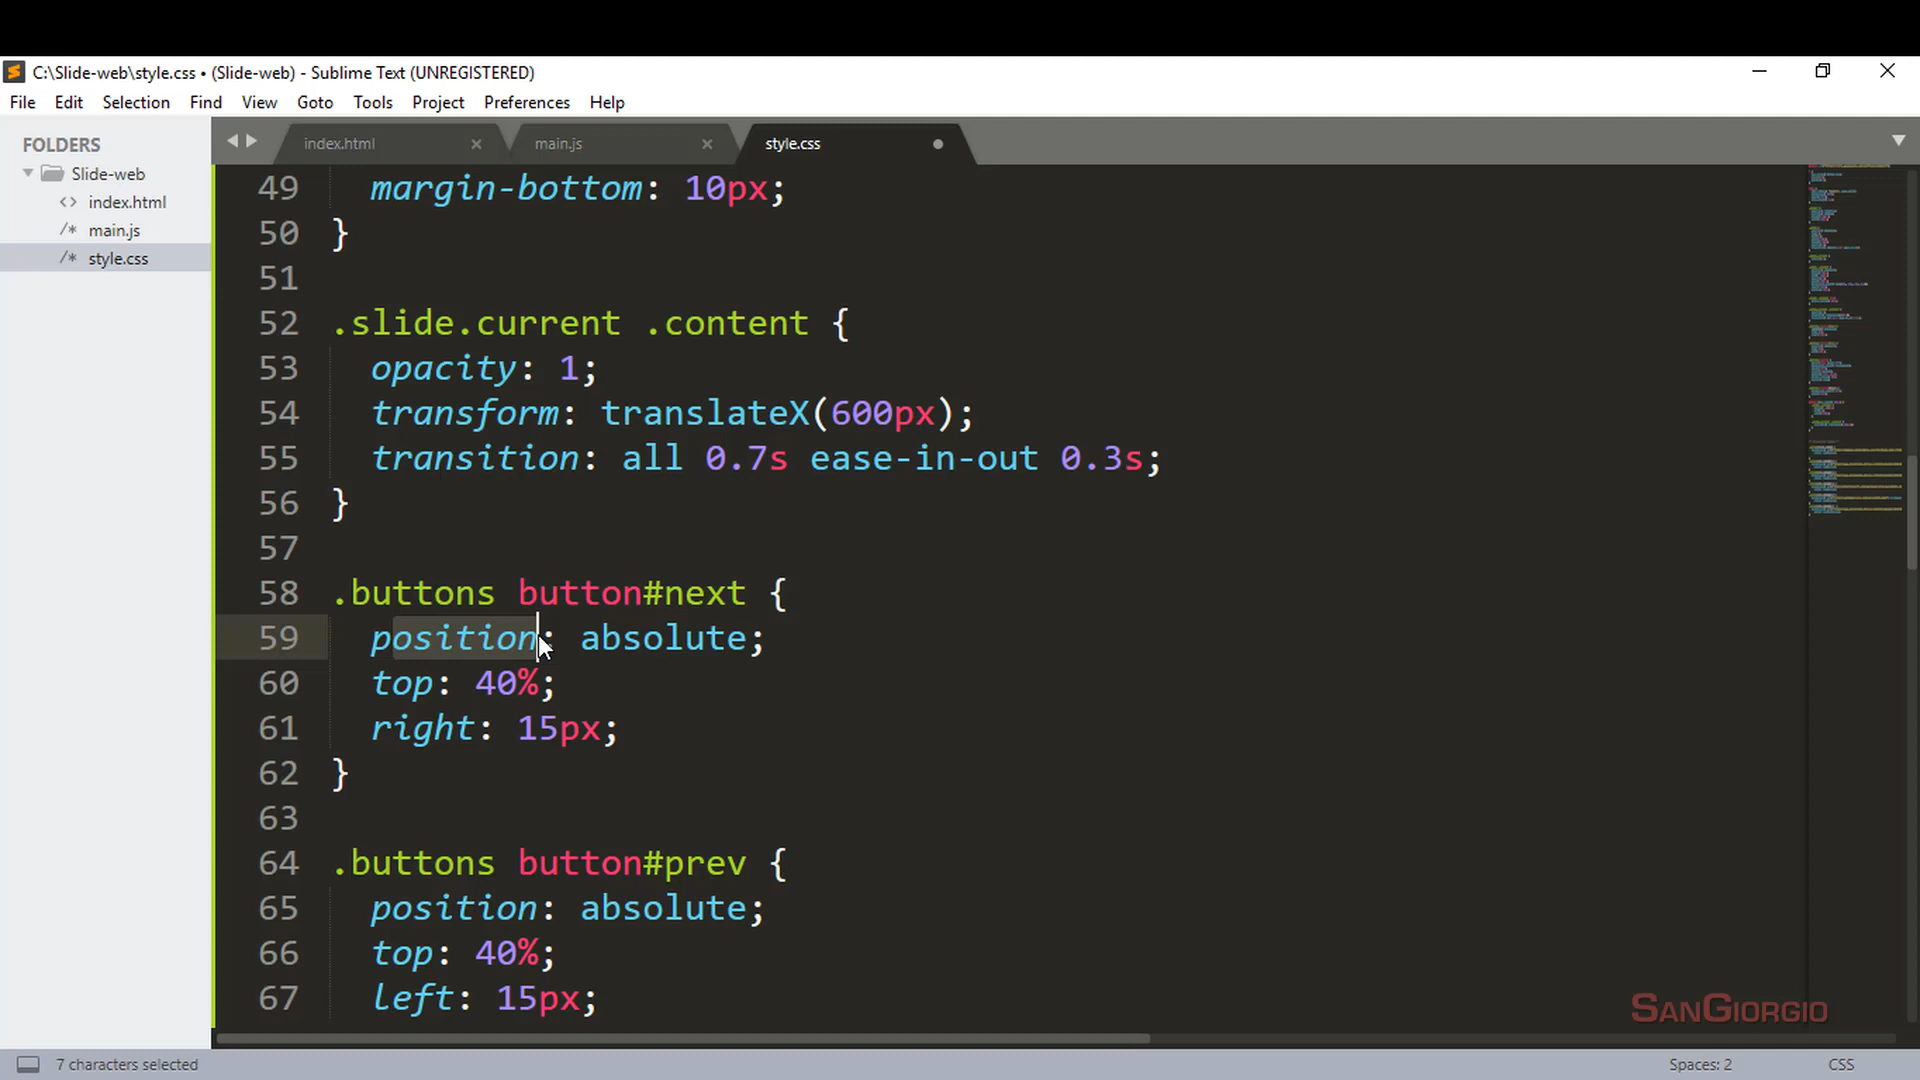 C:\Slide-web\style.css • (Slide-web) - Sublime Text (UNREGISTERED)
File Edit Selection Find View Goto Tools Project Preferences Help
FOLDERS
Slide-web
<> index.html
/* main.js
/* style.css
index.html main.js style.css
49 margin-bottom: 10px;
50 }
51
52 .slide.current .content {
53 opacity: 1;
54 transform: translateX(600px);
55 transition: all 0.7s ease-in-out 0.3s;
56 }
57
58 .buttons button#next {
59 position: absolute;
60 top: 40%;
61 right: 15px;
62 }
63
64 .buttons button#prev {
65 position: absolute;
66 top: 40%;
67 left: 15px;
SANGIORGIO
7 characters selected
Spaces: 2
CSS